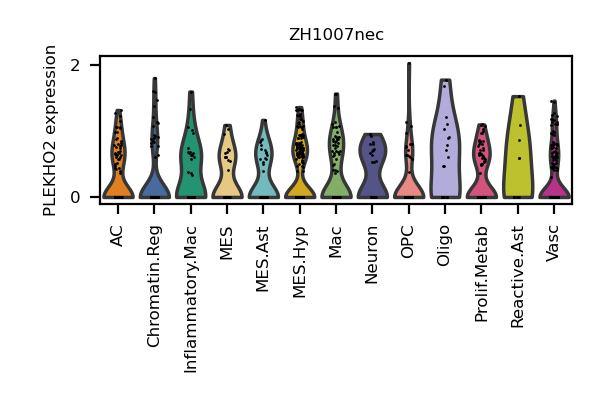 ZH1007nec
PLEKHO2 expression
2
0
AC
Chromatin.Reg
Inflammatory.Mac
MES
MES.Ast
MES.Hyp
Mac
Neuron
OPC
Oligo
Prolif.Metab
Reactive.Ast
Vasc